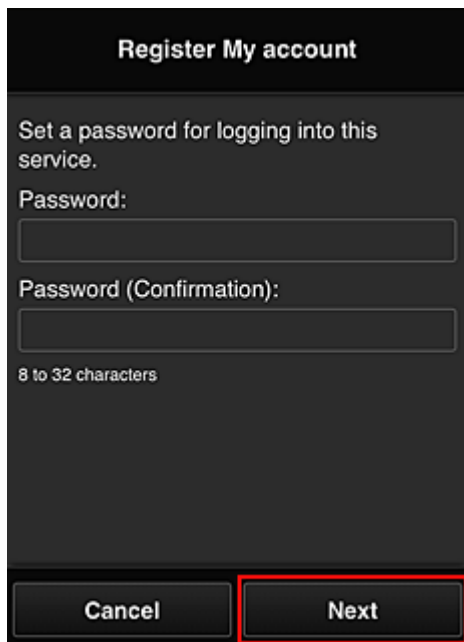 Register My account
Set a password for logging into this
service.
Password:
Password (Confirmation):
8 to 32 characters
Cancel
Next